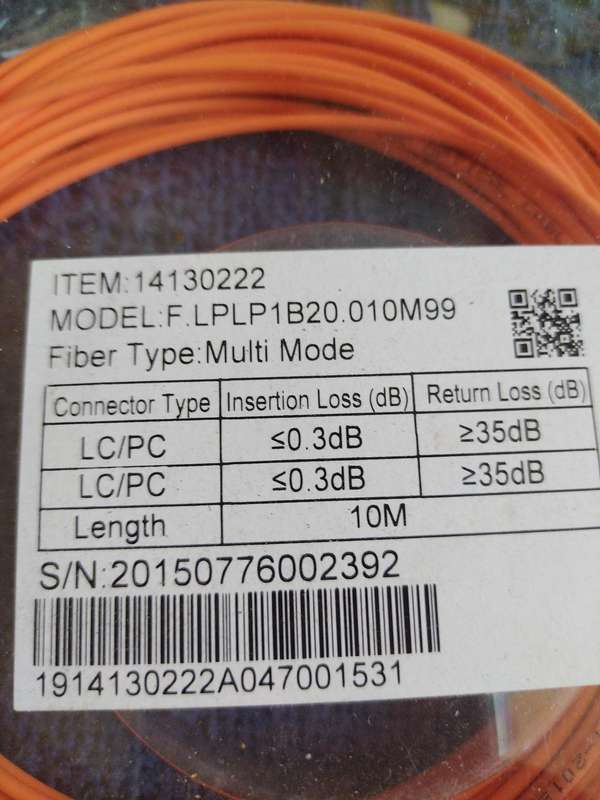 ITEM:14130222
MODEL:F.LPLP1B20.010M99
Fiber Type:Multi Mode
Connector Type Insertion Loss (dB) Return Loss (dB)
LC/PC ≤0.3dB ≥35dB
LC/PC ≤0.3dB ≥35dB
Length 10M
S/N:20150776002392
1914130222A047001531